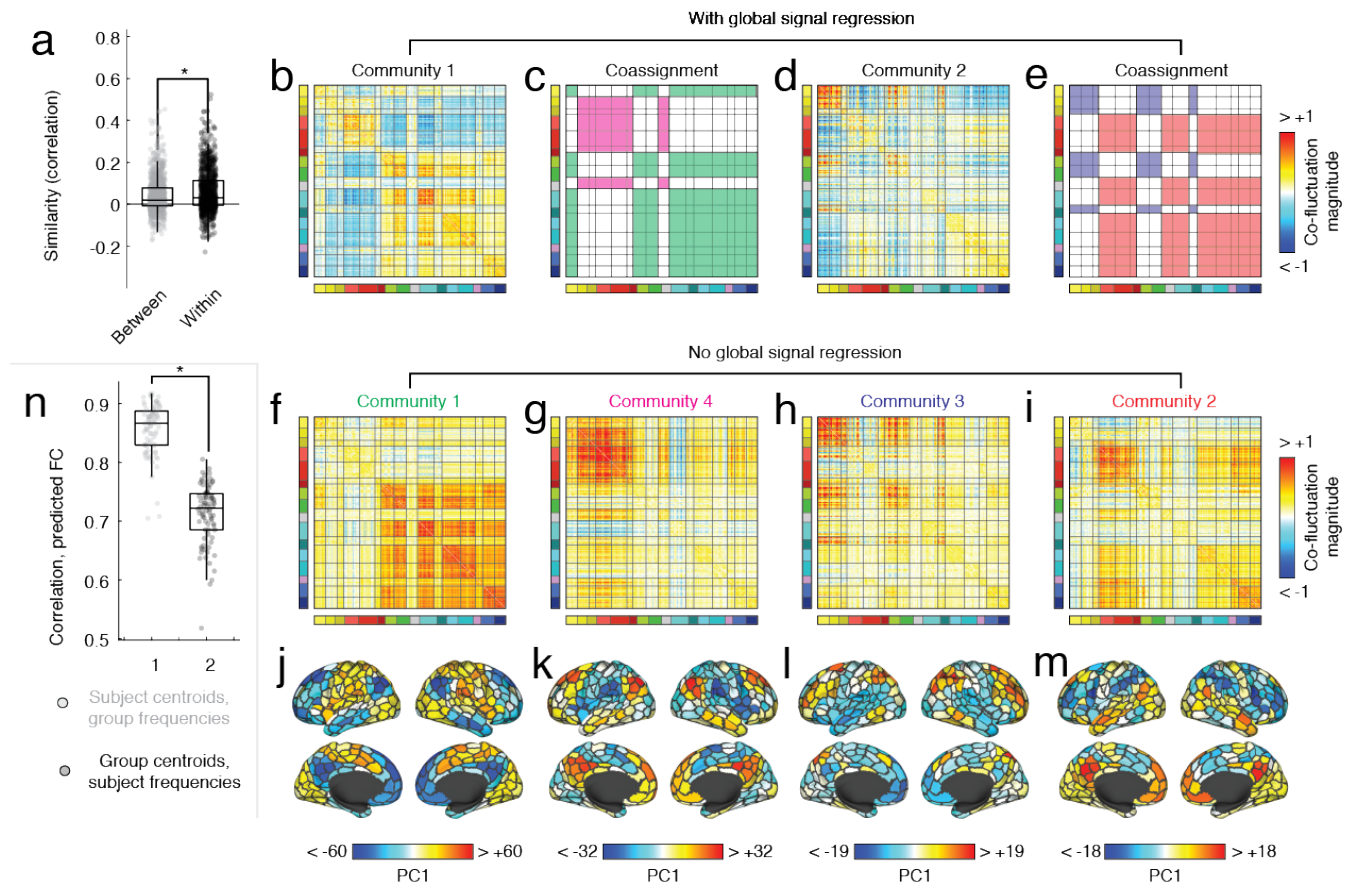 With global signal regression
a
b
c
d
e
Community 1
Coassignment
Community 2
Coassignment
0.8
0.6
0.4
0.2
0
-0.2
Similarity (correlation)
*
Between
Within
> +1
< -1
Co-fluctuation
magnitude
No global signal regression
n
f
g
h
i
Community 1
Community 4
Community 3
Community 2
0.9
0.8
0.7
0.6
0.5
Correlation, predicted FC
*
1
2
> +1
< -1
Co-fluctuation
magnitude
Subject centroids,
group frequencies
Group centroids,
subject frequencies
j
k
l
m
< -60
> +60
PC1
< -32
> +32
PC1
< -19
> +19
PC1
< -18
> +18
PC1